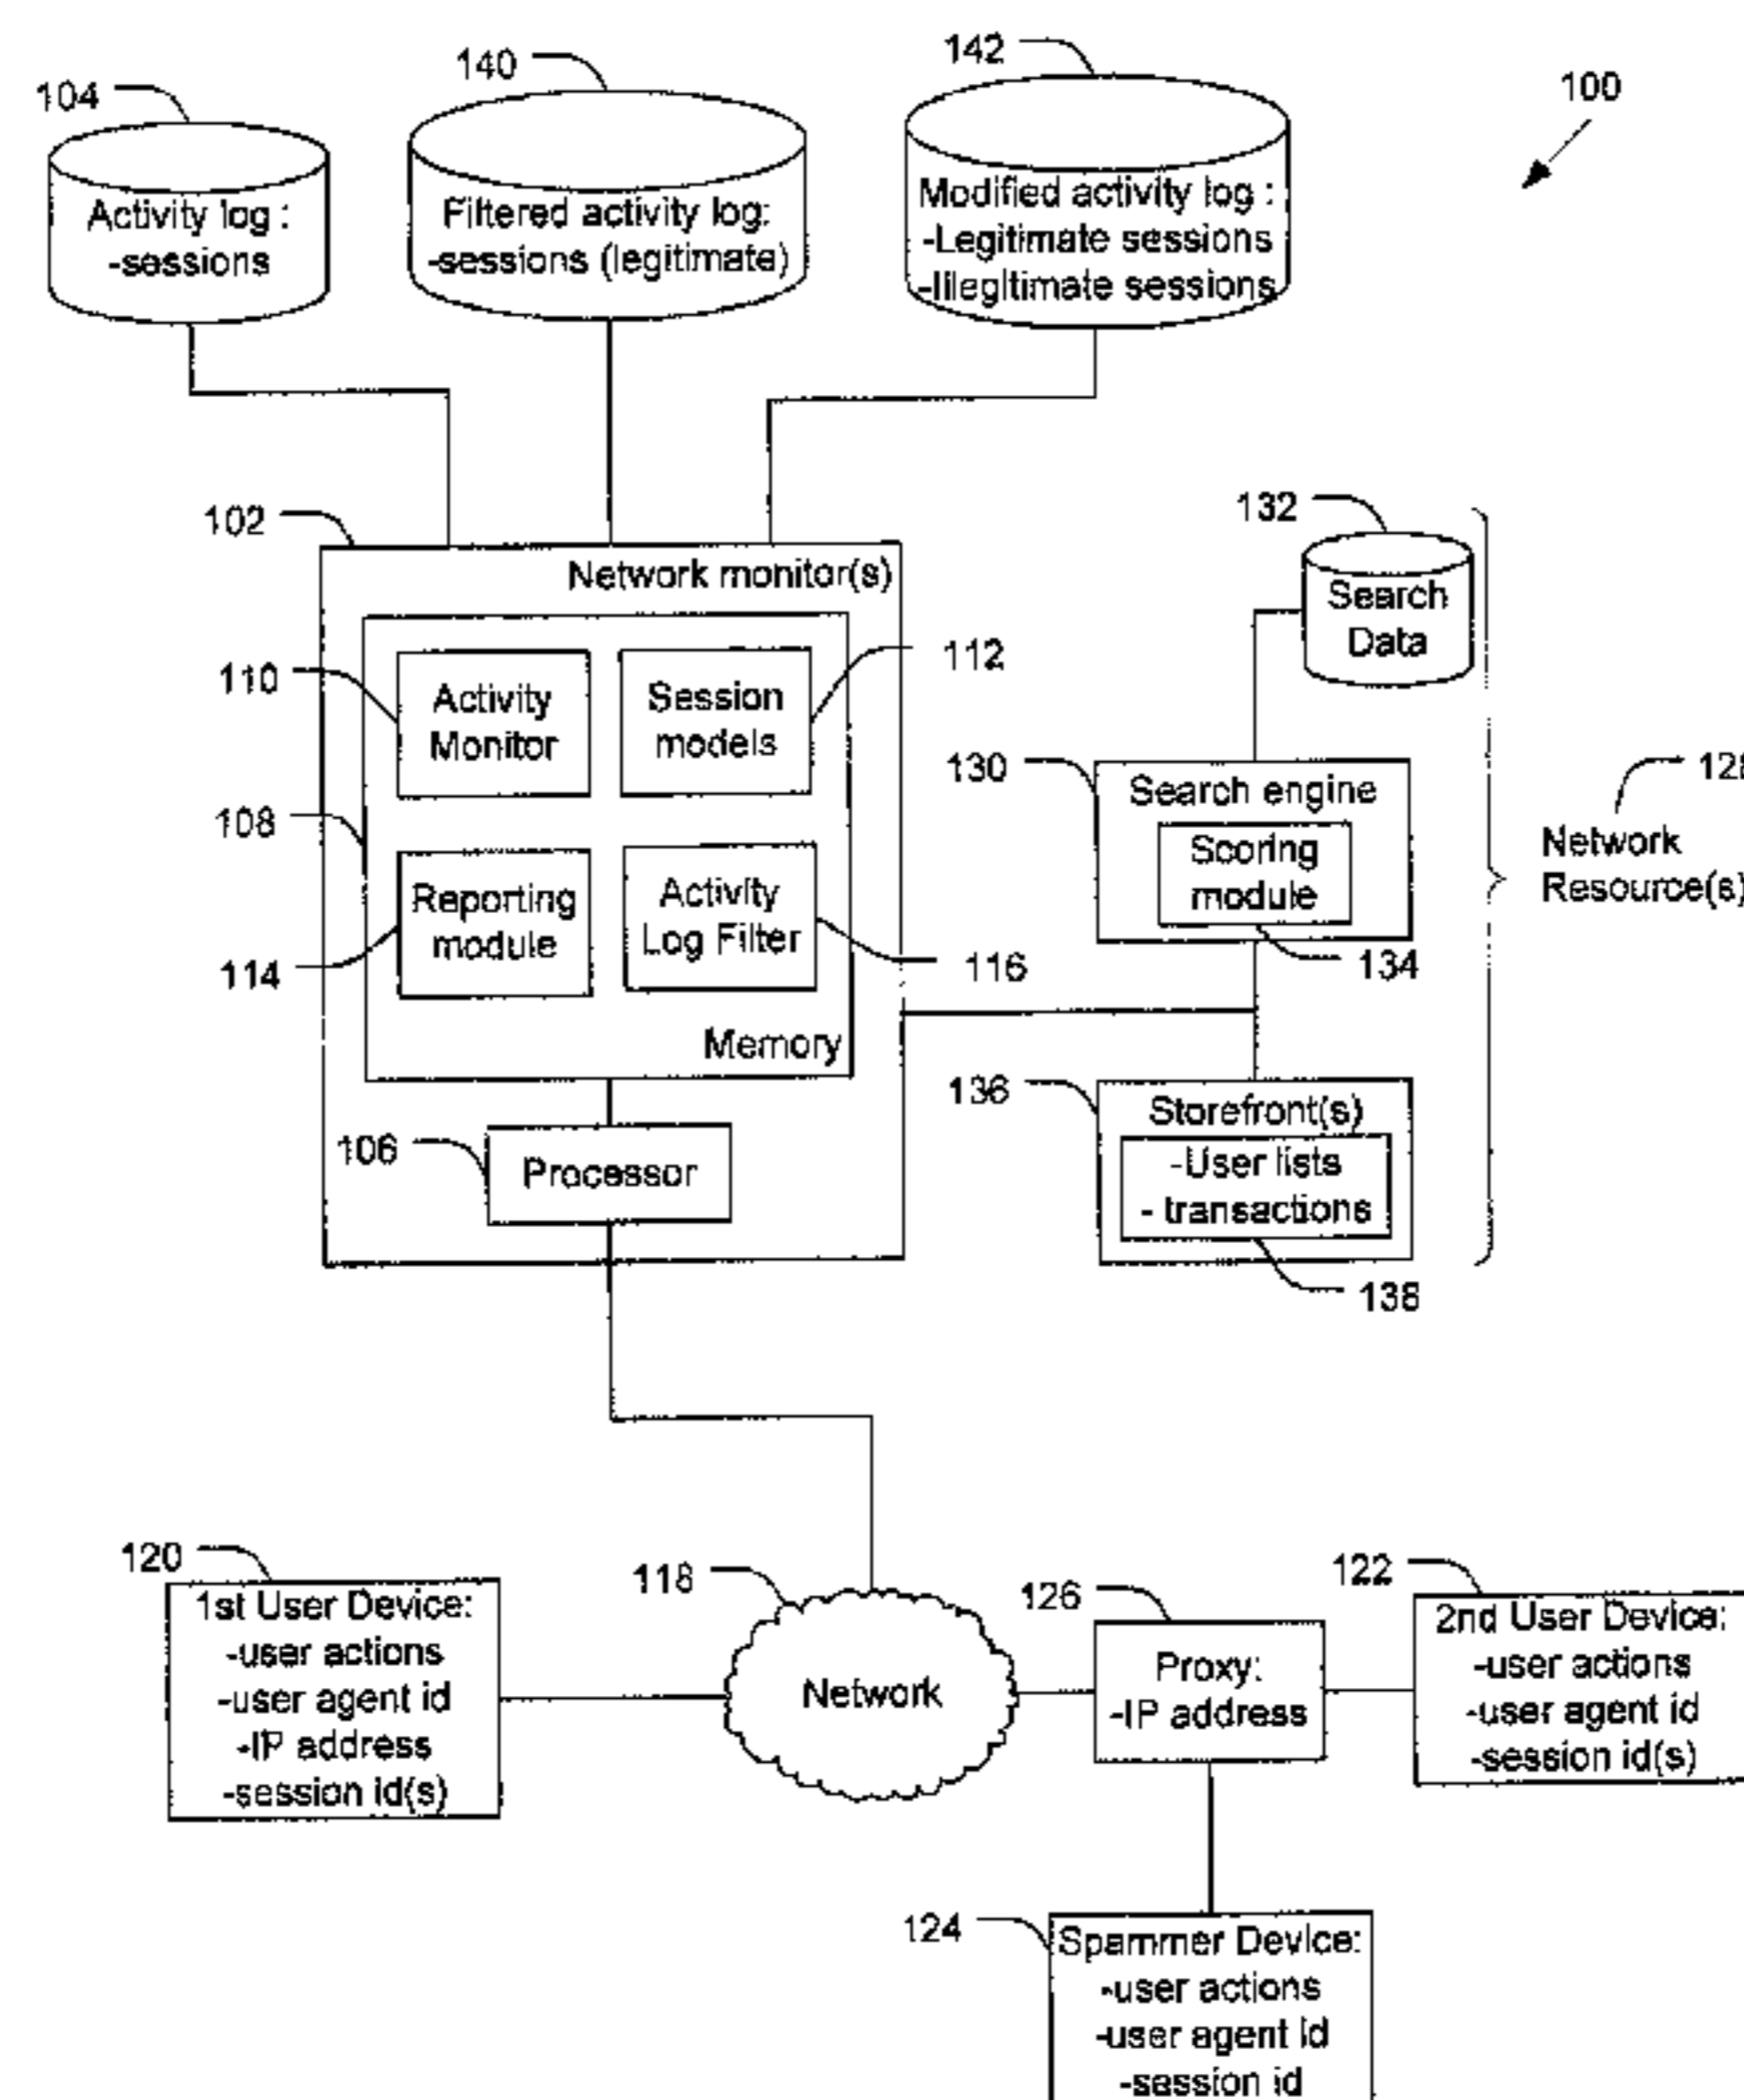 104
140
142
100
Activity log :
-sessions
Filtered activity log:
-sessions (legitimate)
Modified activity log :
-Legitimate sessions
-Illegitimate sessions
102
Network monitor(s)
132
Search
Data
110
Activity
Monitor
Session
models
112
130
Search engine
Scoring
module
134
128
Network
Resource(s)
108
Reporting
module
114
Activity
Log Filter
116
Memory
136
Storefront(s)
-User lists
- transactions
138
106
Processor
120
1st User Device:
-user actions
-user agent id
-IP address
-session id(s)
118
Network
126
Proxy:
-IP address
122
2nd User Device:
-user actions
-user agent id
-session id(s)
124
Spammer Device:
-user actions
-user agent id
-session id